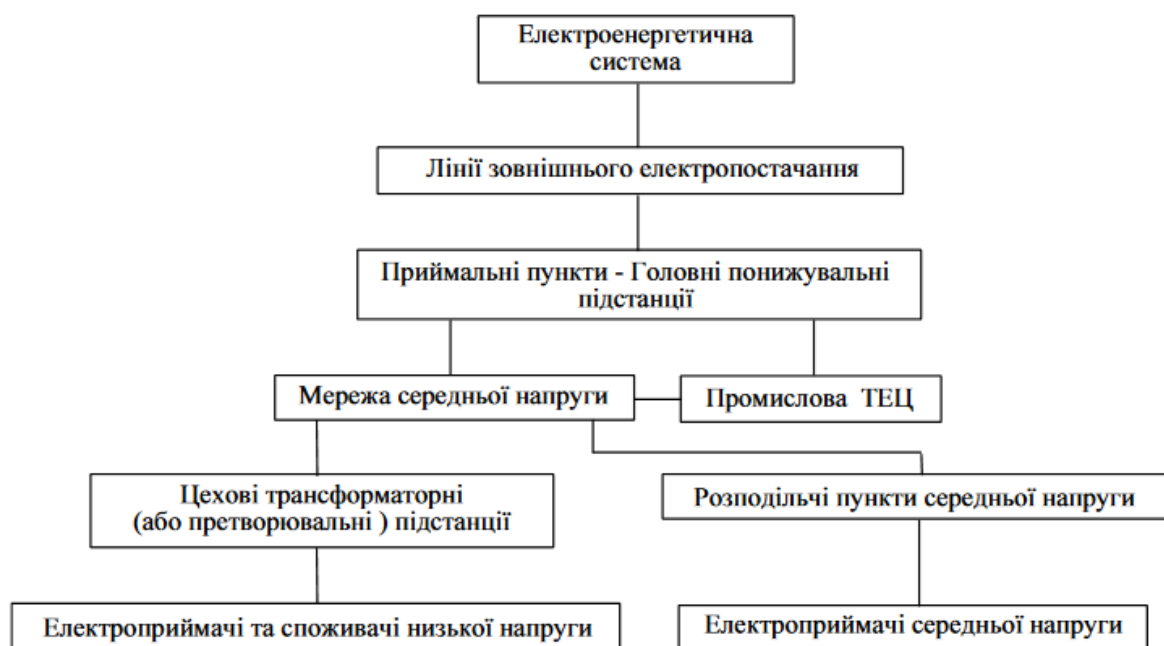 Електроенергетична
система
Лінії зовнішнього електропостачання
Приймальні пункти - Головні понижувальні
підстанції
Мережа середньої напруги
Промислова ТЕЦ
Цехові трансформаторні
(або претворювальні ) підстанції
Розподільчі пункти середньої напруги
Електроприймачі та споживачі низької напруги
Електроприймачі середньої напруги